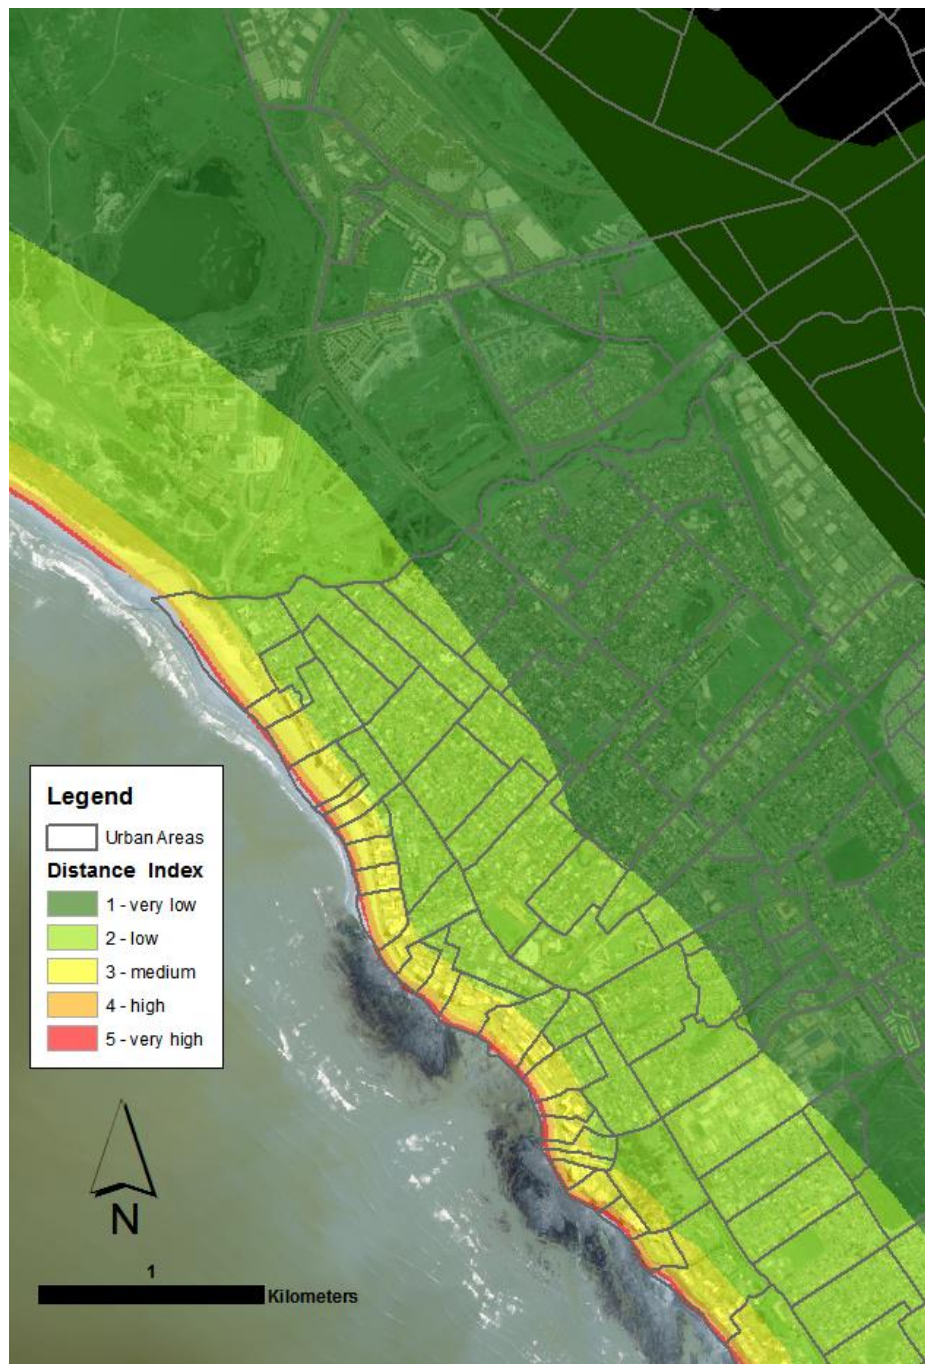 Legend
Urban Areas
Distance Index
1 - very low
2 - low
3 - medium
4 - high
5 - very high
N
1
Kilometers